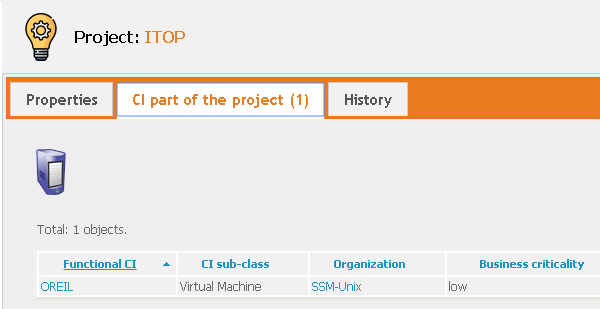 Project: ITOP
Properties CI part of the project (1) History
Total: 1 objects.
Functional CI CI sub-class Organization Business criticality
OREIL Virtual Machine SSM-Unix low